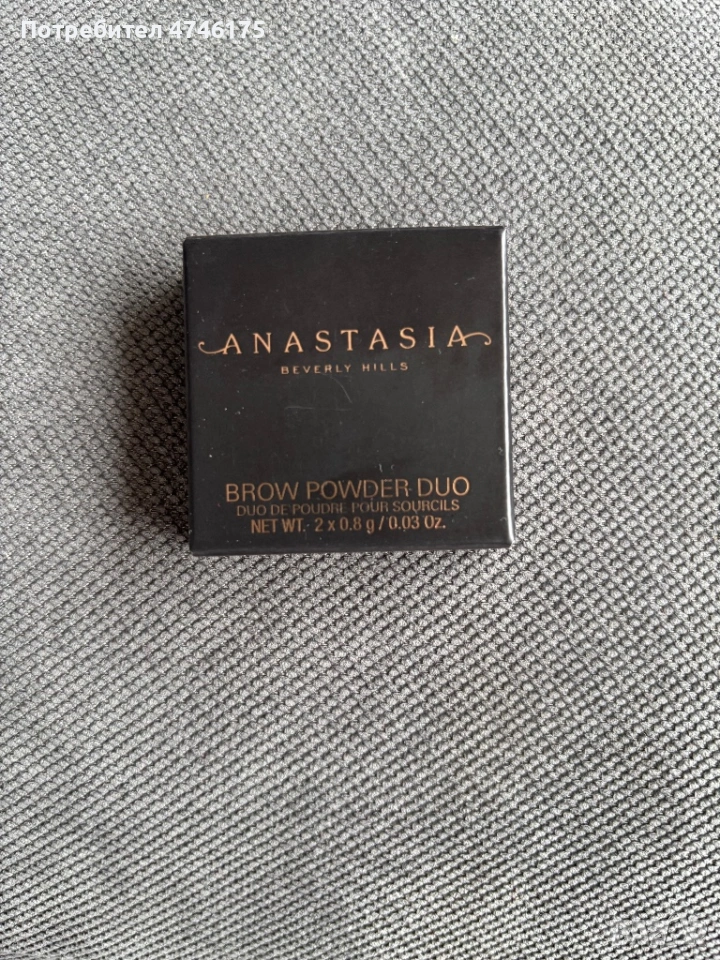 Потребител 4746175
ANASTASIA
BEVERLY HILLS
BROW POWDER DUO
DUO DE POUDRE POUR SOURCILS
NET WT. 2 x 0.8 g / 0.03 Oz.